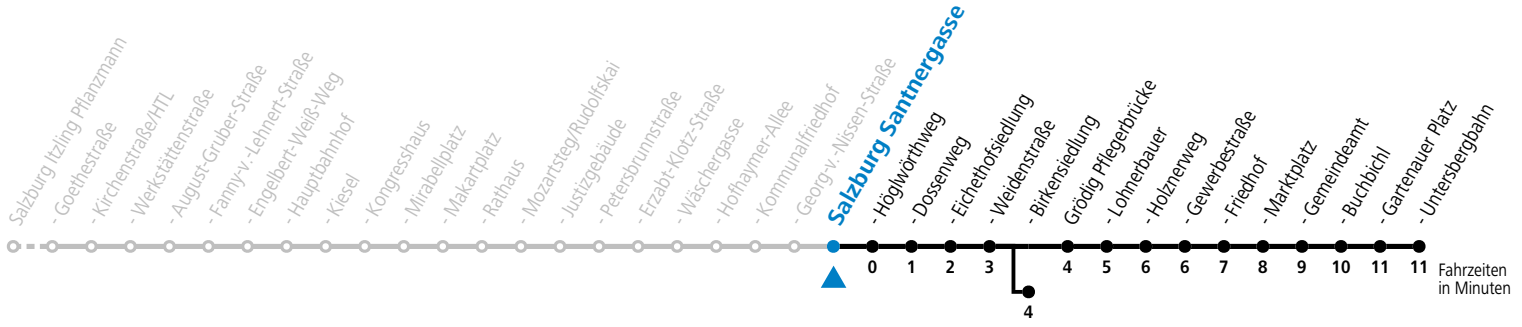 Salzburg Itzling Pflanzmann
- Goethestraße
- Kirchenstraße/HTL
- Werkstättenstraße
- August-Gruber-Straße
- Fanny-v.-Lehnert-Straße
- Engelbert-Weiß-Weg
- Hauptbahnhof
- Kiesel
- Kongresshaus
- Mirabellplatz
- Makartplatz
- Rathaus
- Mozartsteg/Rudolfskai
- Justizgebäude
- Petersbrunnstraße
- Erzabt-Klotz-Straße
- Wäschergasse
- Hofhaymer-Allee
- Kommunalfriedhof
- Georg-v.-Nissen-Straße
Salzburg Santnergasse
- Höglwörthweg
- Dossenweg
- Eichethofsiedlung
- Weidenstraße
- Birkensiedlung
Grödig Pflegerbrücke
- Lohnerbauer
- Holznerweg
- Gewerbestraße
- Friedhof
- Marktplatz
- Gemeindeamt
- Buchbichl
- Gartenauer Platz
- Untersbergbahn
0 1 2 3 4 5 6 6 7 8 9 10 11 11
Fahrzeiten
in Minuten
4